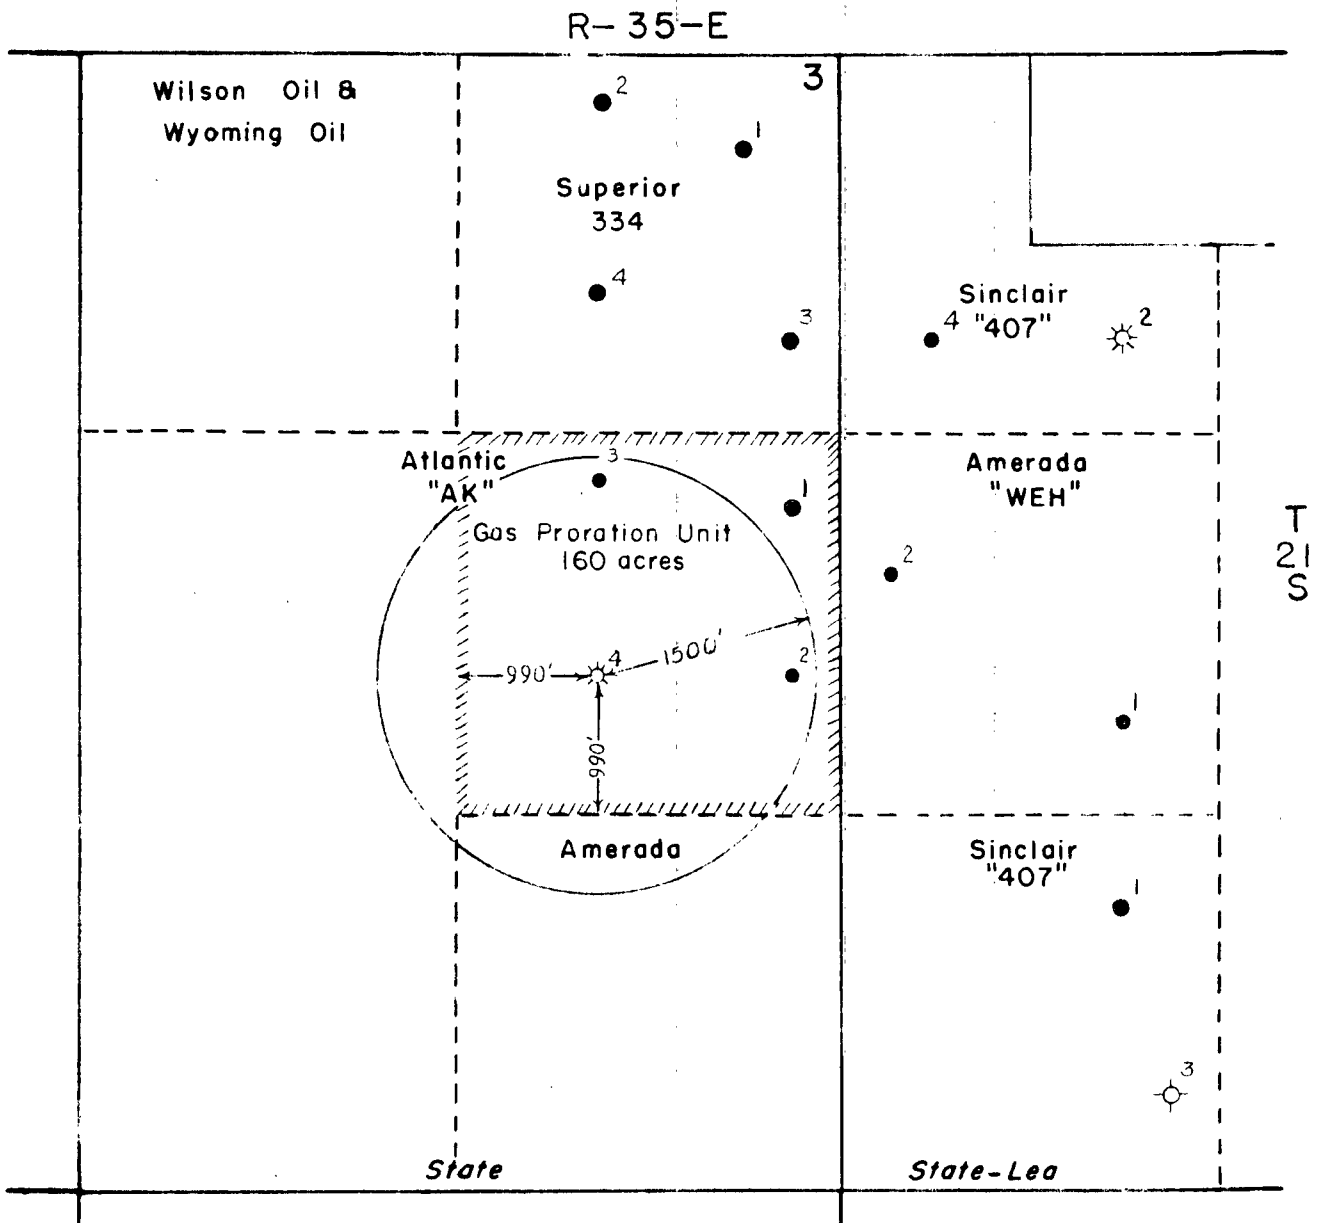 R-35-E
3
Wilson Oil &
Wyoming Oil
2
1
Superior
334
4
3
Sinclair
"407"
4
2
Atlantic
"AK"
3
1
Gas Proration Unit
160 acres
Amerada
"WEH"
2
T
21
S
990'
4
1500'
2
990'
1
Amerada
Sinclair
"407"
1
3
State
State-Lea